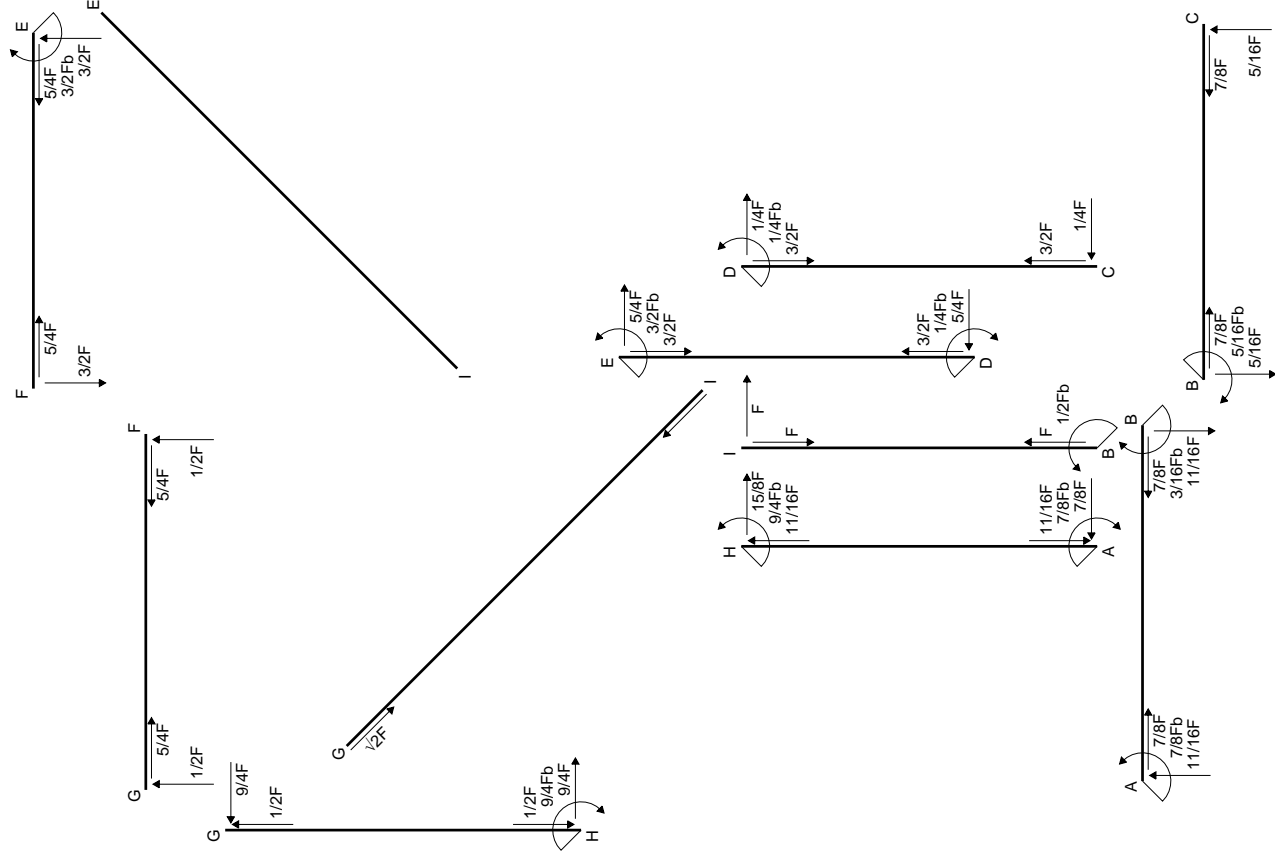 F
5/4F
3/2F
E
5/4F
3/2Fb
3/2F
E
I
G
5/4F
1/2F
F
5/4F
1/2F
G
9/4F
1/2F
H
1/2F
9/4Fb
9/4F
G
√2F
I
E
5/4F
3/2Fb
3/2F
D
3/2F
1/4Fb
5/4F
D
1/4F
1/4Fb
3/2F
C
3/2F
1/4F
I
F
F
B
F
1/2Fb
H
15/8F
9/4Fb
11/16F
A
11/16F
7/8Fb
7/8F
A
7/8F
7/8Fb
11/16F
B
7/8F
3/16Fb
11/16F
B
7/8F
5/16Fb
5/16F
C
7/8F
5/16F